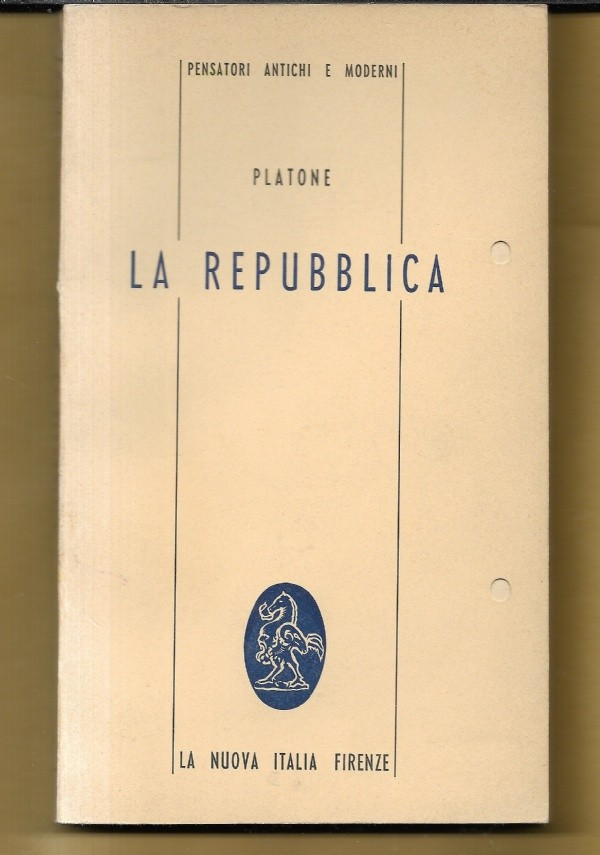 PENSATORI ANTICHI E MODERNI
PLATONE
LA REPUBBLICA
LA NUOVA ITALIA FIRENZE